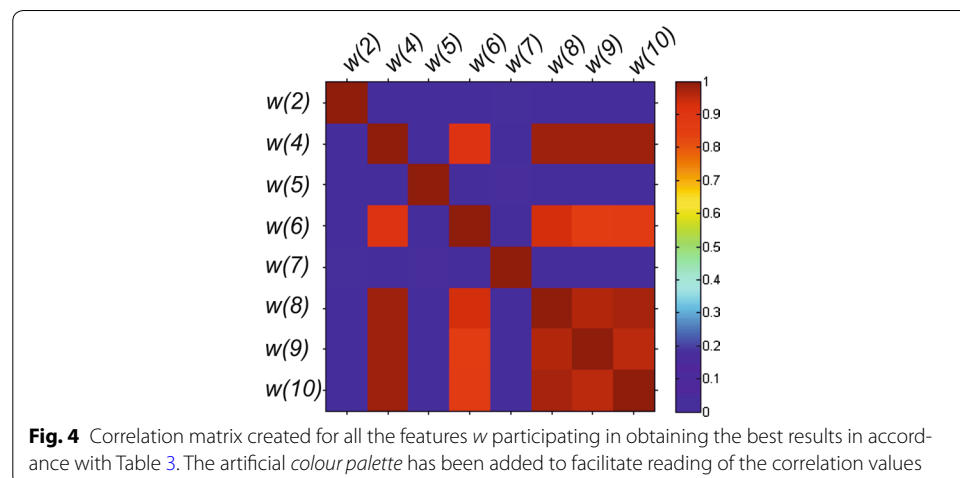 w(2) w(4) w(5) w(6) w(7) w(8) w(9) w(10)
w(2)
w(4)
w(5)
w(6)
w(7)
w(8)
w(9)
w(10)
1
0.9
0.8
0.7
0.6
0.5
0.4
0.3
0.2
0.1
0
Fig. 4 Correlation matrix created for all the features w participating in obtaining the best results in accord-
ance with Table 3. The artificial colour palette has been added to facilitate reading of the correlation values